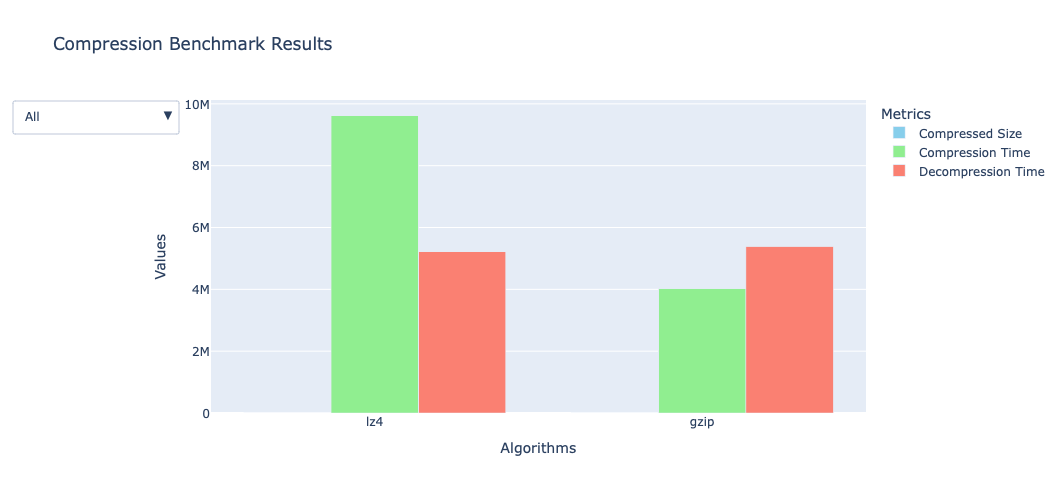 Compression Benchmark Results
All ▼
10M
8M
6M
4M
2M
0
Values
lz4
gzip
Algorithms
Metrics
Compressed Size
Compression Time
Decompression Time